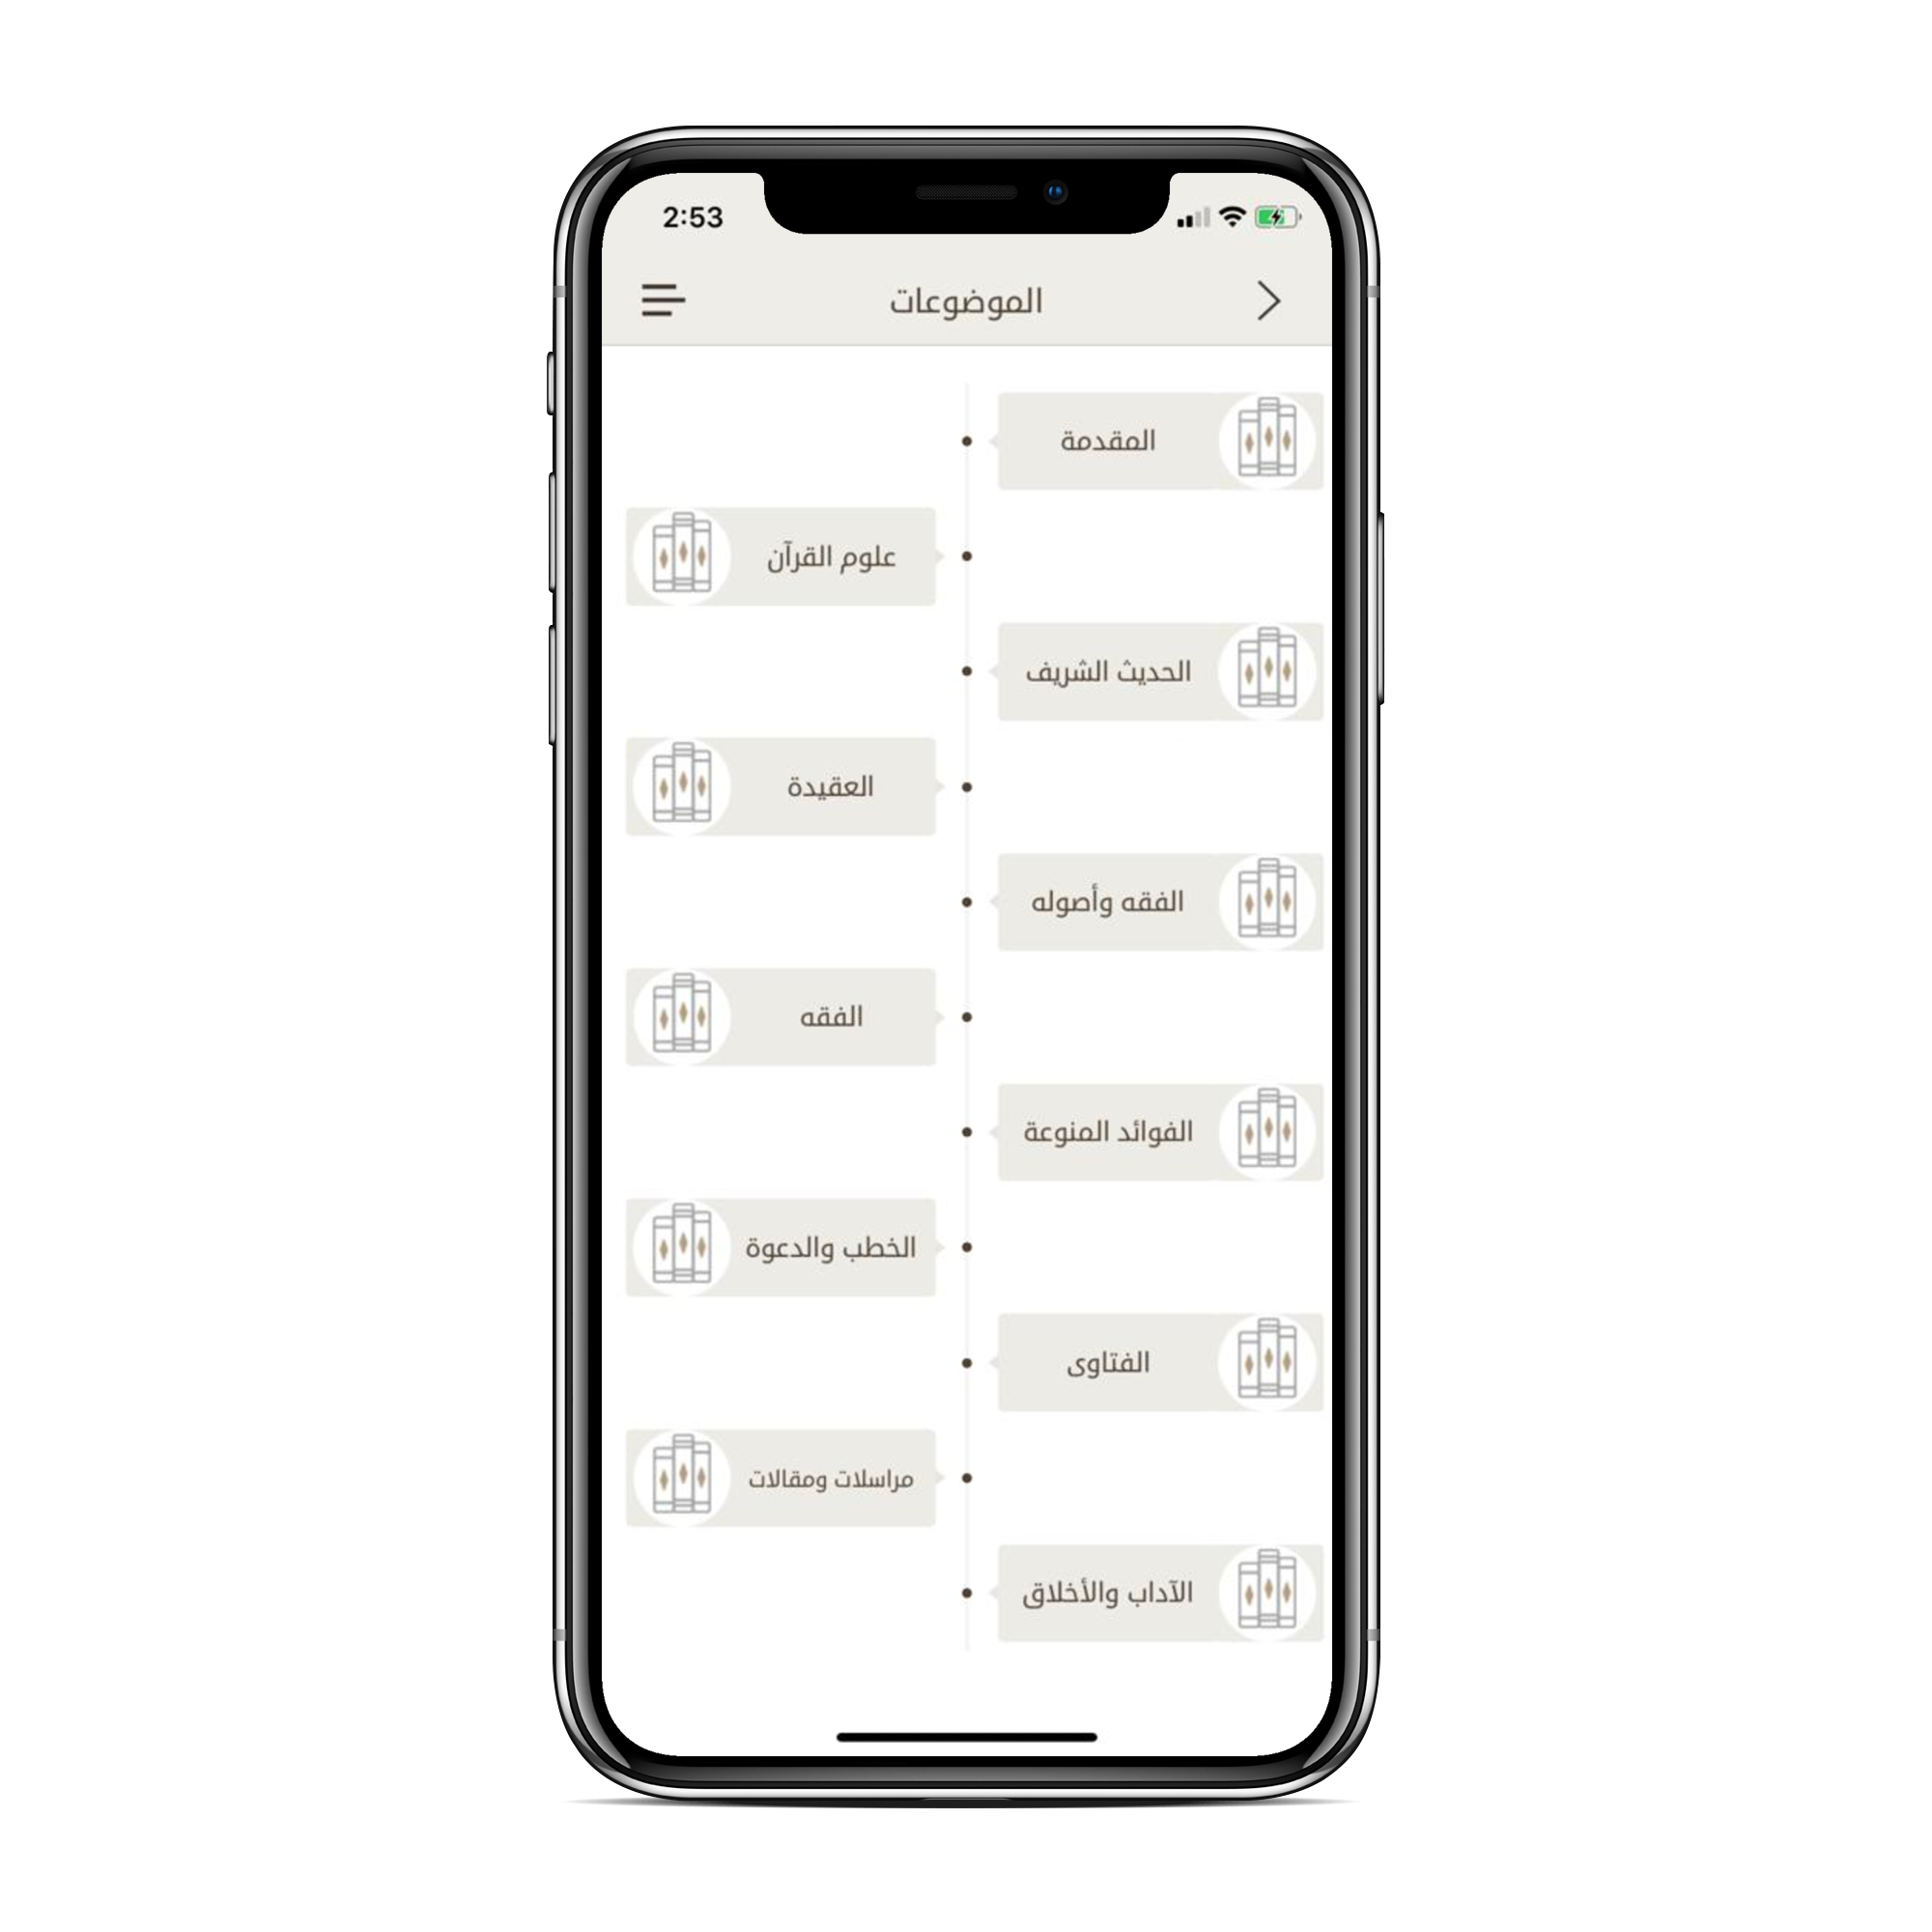 2:53
الموضوعات
المقدمة
علوم القرآن
الحديث الشريف
العقيدة
الفقه وأصوله
الفقه
الفوائد المنوعة
الخطب والدعوة
الفتاوى
مراسلات ومقالات
الآداب والأخلاق